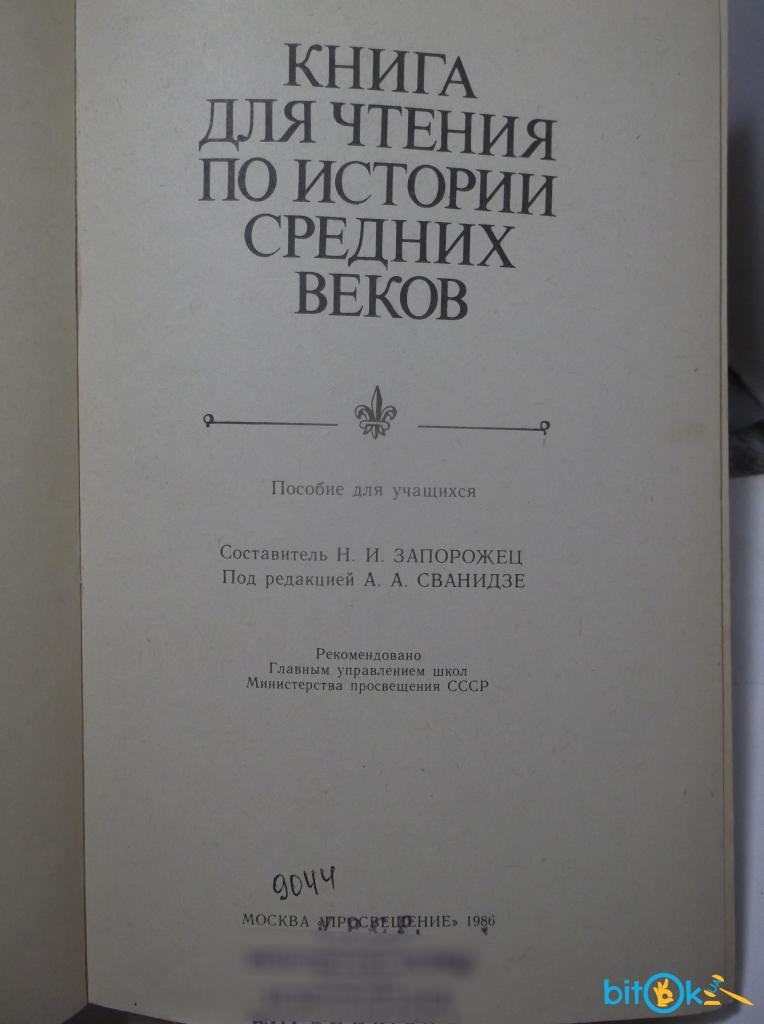 КНИГА
ДЛЯ ЧТЕНИЯ
ПО ИСТОРИИ
СРЕДНИХ
ВЕКОВ
Пособие для учащихся
Составитель Н. И. ЗАПОРОЖЕЦ
Под редакцией А. А. СВАНИДЗЕ
Рекомендовано
Главным управлением школ
Министерства просвещения СССР
9044
МОСКВА «ПРОСВЕЩЕНИЕ» 1986
bitok.ua